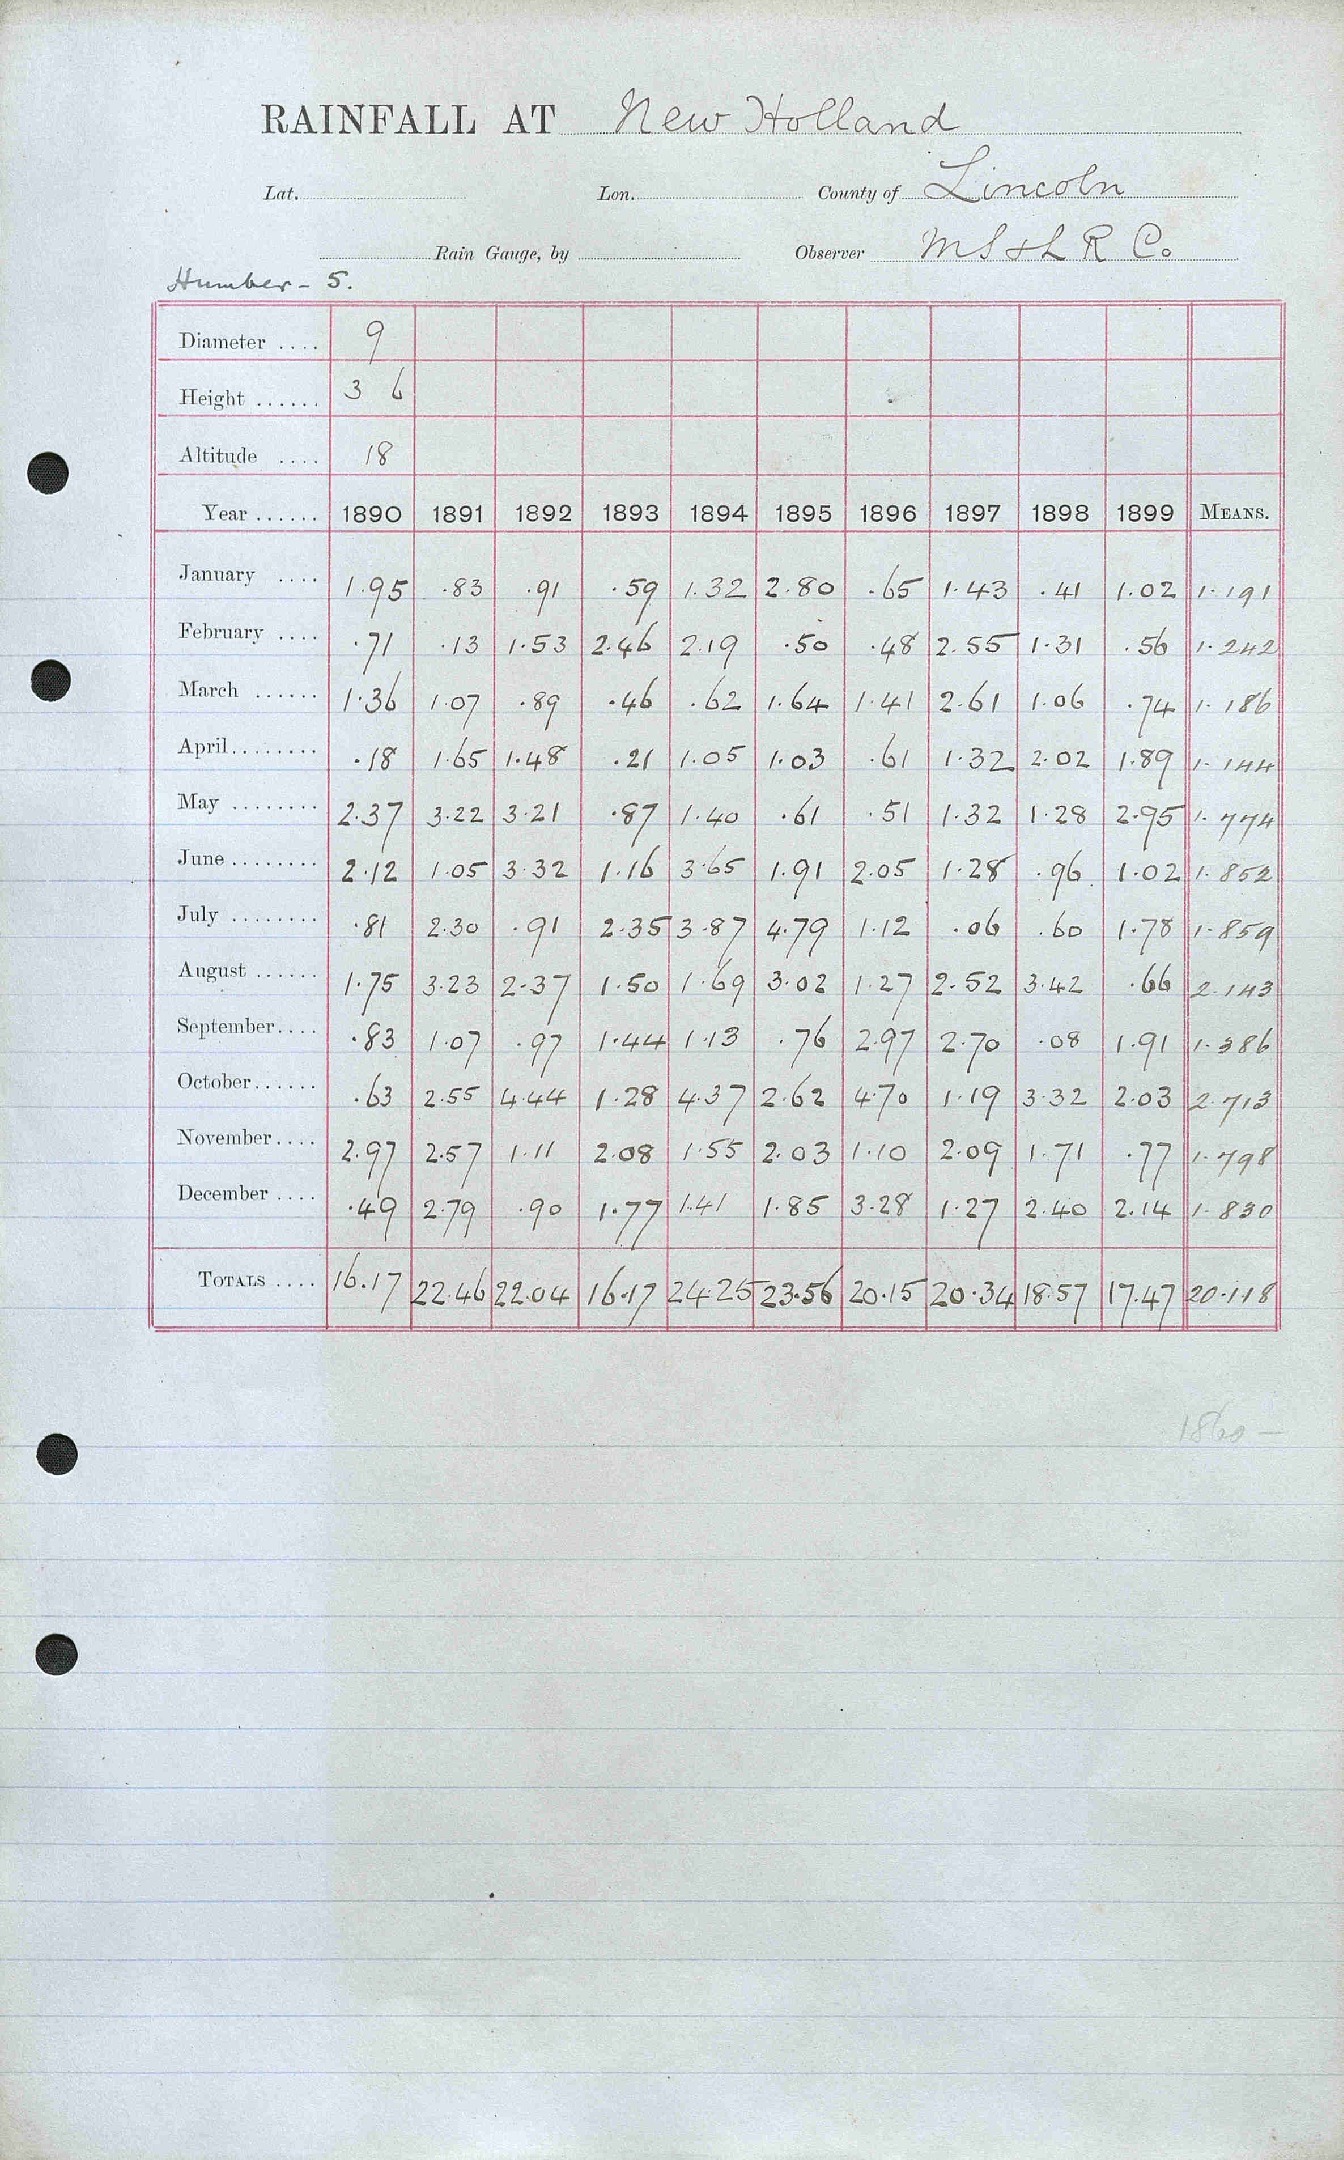 RAINFALL AT New Holland
Lat. Lon. County of Lincoln
Rain Gauge, by Observer M S & L R Co.
Humber - 5.
Diameter .... 9
Height ...... 3 6
Altitude .... 18
Year ...... 1890 1891 1892 1893 1894 1895 1896 1897 1898 1899 MEANS.
January .... 1.95 .83 .91 .59 1.32 2.80 .65 1.43 .41 1.02 1.191
February .... .71 .13 1.53 2.46 2.19 .50 .48 2.55 1.31 .56 1.242
March ...... 1.36 1.07 .89 .46 .62 1.64 1.41 2.61 1.06 .74 1.186
April........ .18 1.65 1.48 .21 1.05 1.03 .61 1.32 2.02 1.89 1.144
May ........ 2.37 3.22 3.21 .87 1.40 .61 .51 1.32 1.28 2.95 1.774
June ........ 2.12 1.05 3.32 1.16 3.65 1.91 2.05 1.28 .96 1.02 1.852
July ........ .81 2.30 .91 2.35 3.87 4.79 1.12 .06 .60 1.78 1.859
August ...... 1.75 3.23 2.37 1.50 1.69 3.02 1.27 2.52 3.42 .66 2.143
September.... .83 1.07 .97 1.44 1.13 .76 2.97 2.70 .08 1.91 1.386
October...... .63 2.55 4.44 1.28 4.37 2.62 4.70 1.19 3.32 2.03 2.713
November.... 2.97 2.57 1.11 2.08 1.55 2.03 1.10 2.09 1.71 .77 1.798
December .... .49 2.79 .90 1.77 1.41 1.85 3.28 1.27 2.40 2.14 1.830
TOTALS .... 16.17 22.46 22.04 16.17 24.25 23.56 20.15 20.34 18.57 17.47 20.118
1860 —